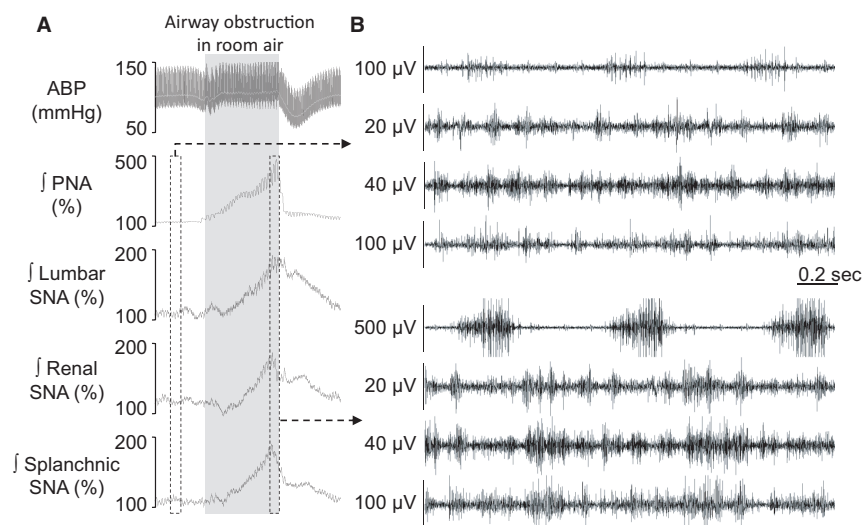 A
Airway obstruction
in room air
ABP
(mmHg)
150
50
∫ PNA
(%)
500
100
∫ Lumbar
SNA (%)
200
100
∫ Renal
SNA (%)
200
100
∫ Splanchnic
SNA (%)
200
100
B
100 µV
20 µV
40 µV
100 µV
0.2 sec
500 µV
20 µV
40 µV
100 µV